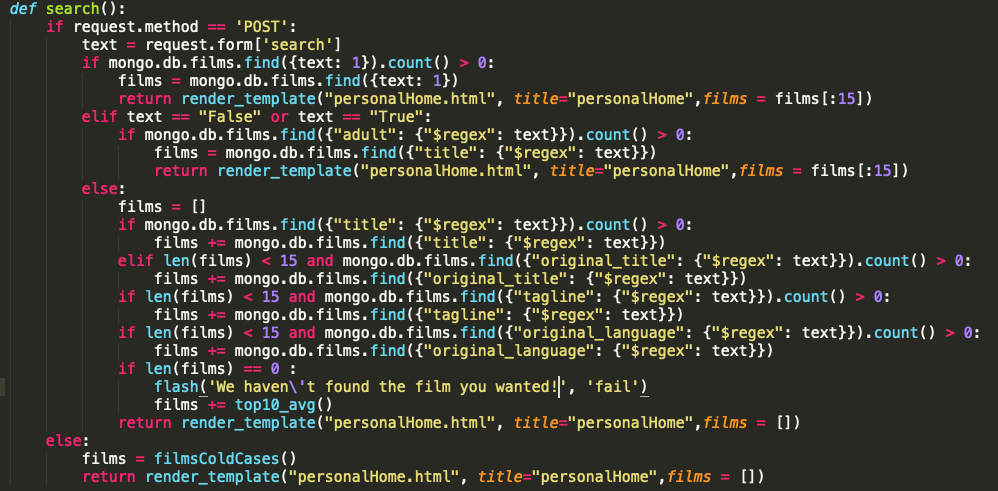 def search():
    if request.method == 'POST':
        text = request.form['search']
        if mongo.db.films.find({text: 1}).count() > 0:
            films = mongo.db.films.find({text: 1})
            return render_template("personalHome.html", title="personalHome",films = films[:15])
        elif text == "False" or text == "True":
            if mongo.db.films.find({"adult": {"$regex": text}}).count() > 0:
                films = mongo.db.films.find({"title": {"$regex": text}})
                return render_template("personalHome.html", title="personalHome",films = films[:15])
        else:
            films = []
            if mongo.db.films.find({"title": {"$regex": text}}).count() > 0:
                films += mongo.db.films.find({"title": {"$regex": text}})
            elif len(films) < 15 and mongo.db.films.find({"original_title": {"$regex": text}}).count() > 0:
                films += mongo.db.films.find({"original_title": {"$regex": text}})
            if len(films) < 15 and mongo.db.films.find({"tagline": {"$regex": text}}).count() > 0:
                films += mongo.db.films.find({"tagline": {"$regex": text}})
            if len(films) < 15 and mongo.db.films.find({"original_language": {"$regex": text}}).count() > 0:
                films += mongo.db.films.find({"original_language": {"$regex": text}})
            if len(films) == 0 :
                flash('We haven\'t found the film you wanted!', 'fail')
                films += top10_avg()
            return render_template("personalHome.html", title="personalHome",films = [])
    else:
        films = filmsColdCases()
        return render_template("personalHome.html", title="personalHome",films = [])